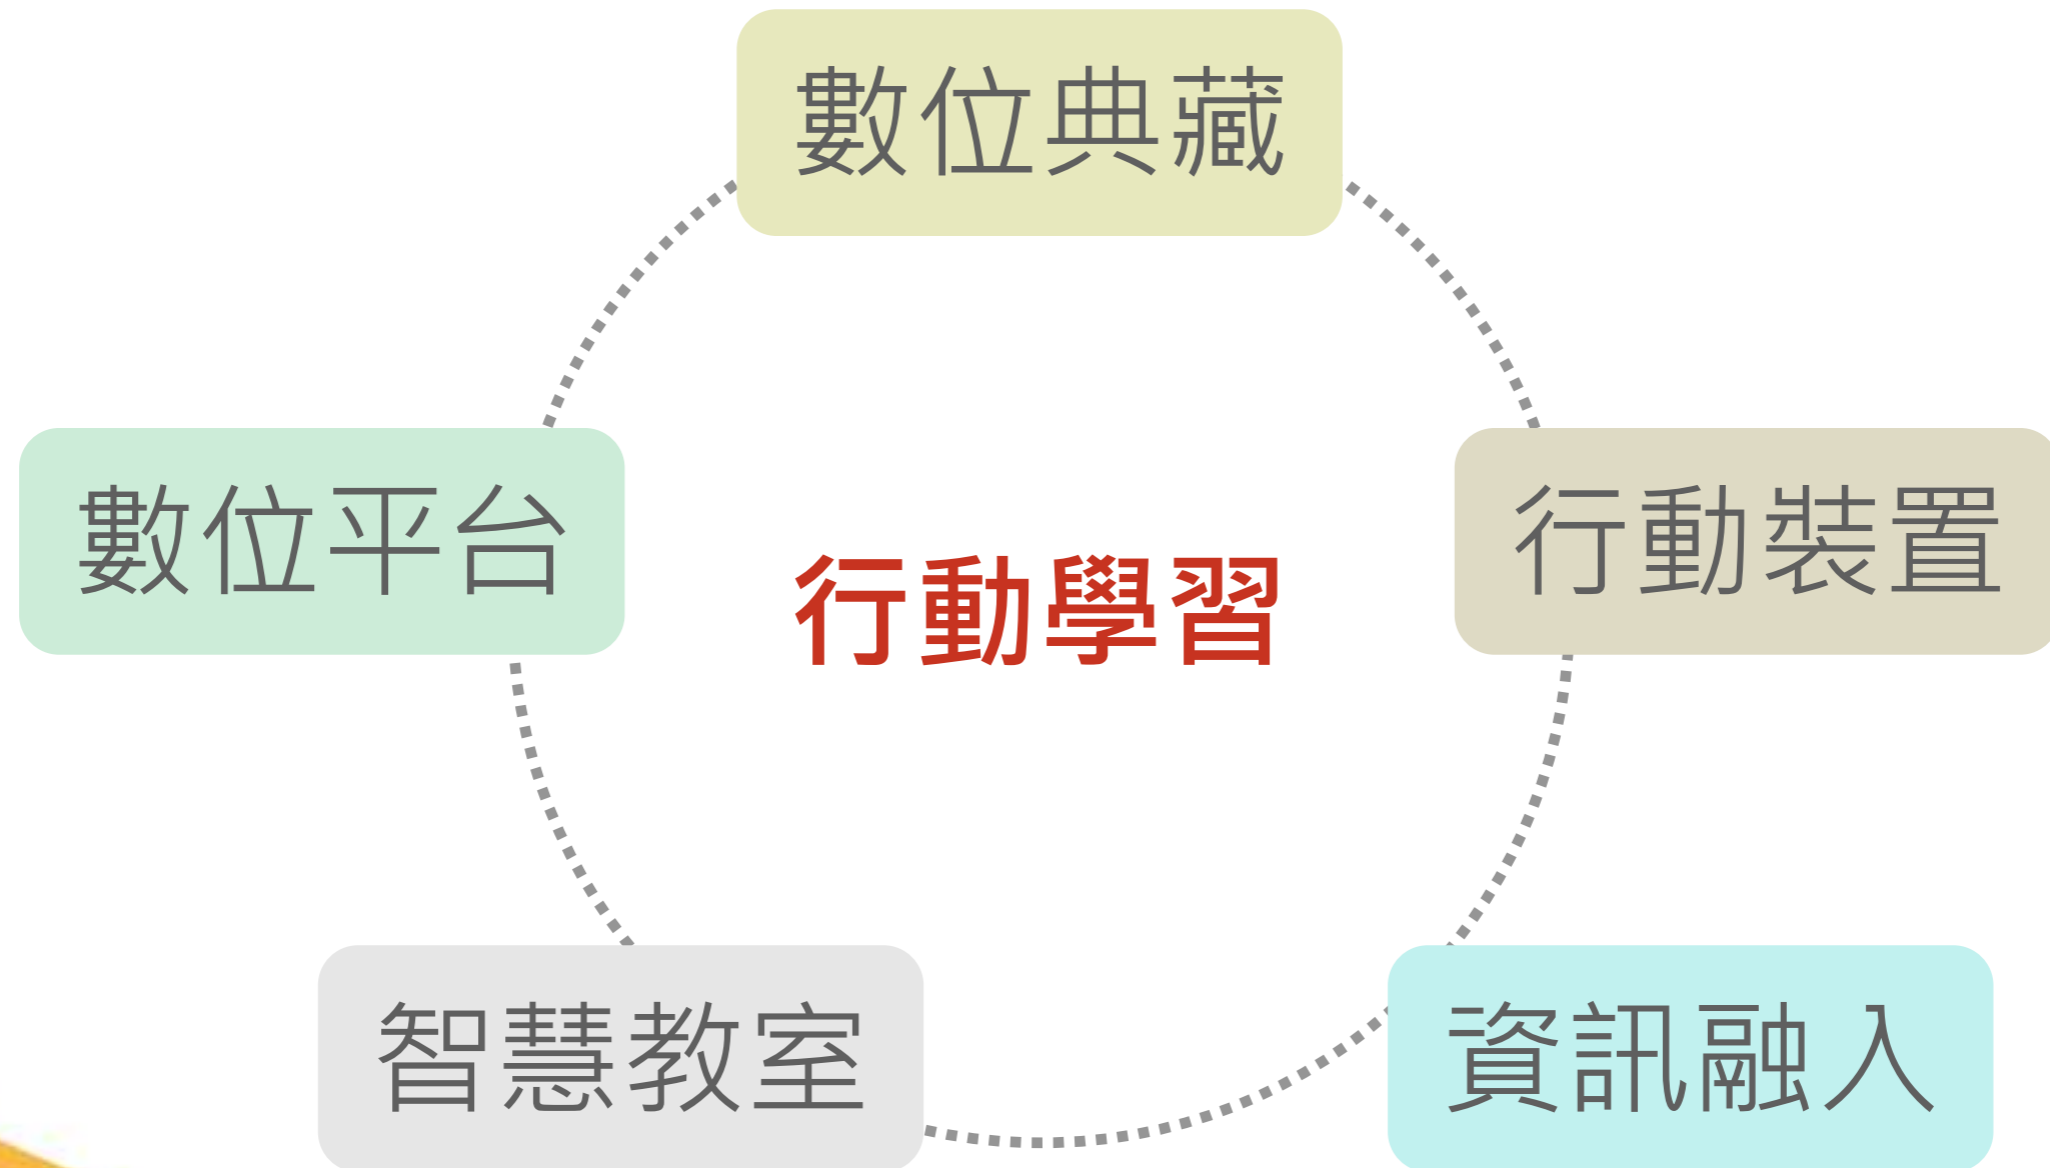 數位典藏
數位平台
行動裝置
行動學習
智慧教室
資訊融入